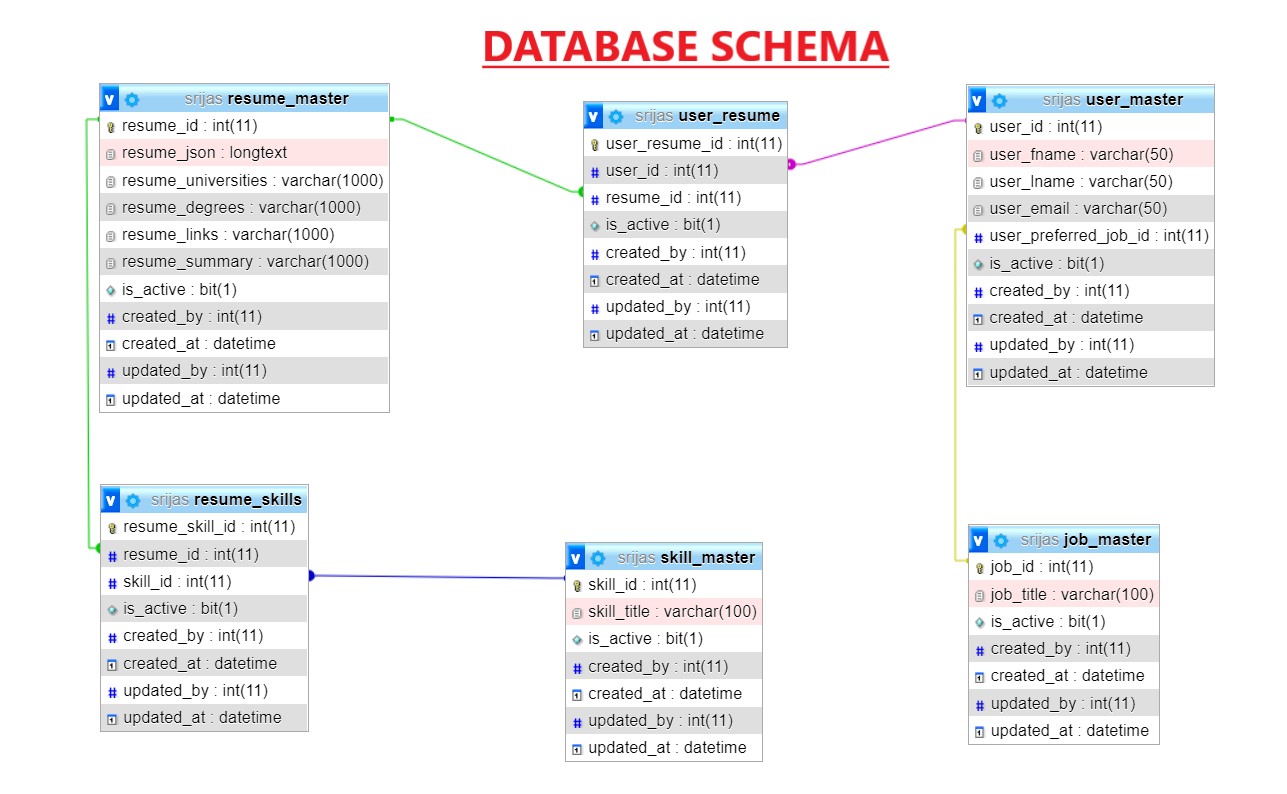 DATABASE SCHEMA
v srijas resume_master
resume_id : int(11)
resume_json : longtext
resume_universities : varchar(1000)
resume_degrees : varchar(1000)
resume_links : varchar(1000)
resume_summary : varchar(1000)
is_active : bit(1)
# created_by : int(11)
created_at : datetime
# updated_by : int(11)
updated_at : datetime
v srijas user_resume
user_resume_id : int(11)
# user_id : int(11)
# resume_id : int(11)
is_active : bit(1)
# created_by : int(11)
created_at : datetime
# updated_by : int(11)
updated_at : datetime
v srijas user_master
user_id : int(11)
user_fname : varchar(50)
user_lname : varchar(50)
user_email : varchar(50)
# user_preferred_job_id : int(11)
is_active : bit(1)
# created_by : int(11)
created_at : datetime
# updated_by : int(11)
updated_at : datetime
v srijas resume_skills
resume_skill_id : int(11)
# resume_id : int(11)
# skill_id : int(11)
is_active : bit(1)
# created_by : int(11)
created_at : datetime
# updated_by : int(11)
updated_at : datetime
v srijas skill_master
skill_id : int(11)
skill_title : varchar(100)
is_active : bit(1)
# created_by : int(11)
created_at : datetime
# updated_by : int(11)
updated_at : datetime
v srijas job_master
job_id : int(11)
job_title : varchar(100)
is_active : bit(1)
# created_by : int(11)
created_at : datetime
# updated_by : int(11)
updated_at : datetime